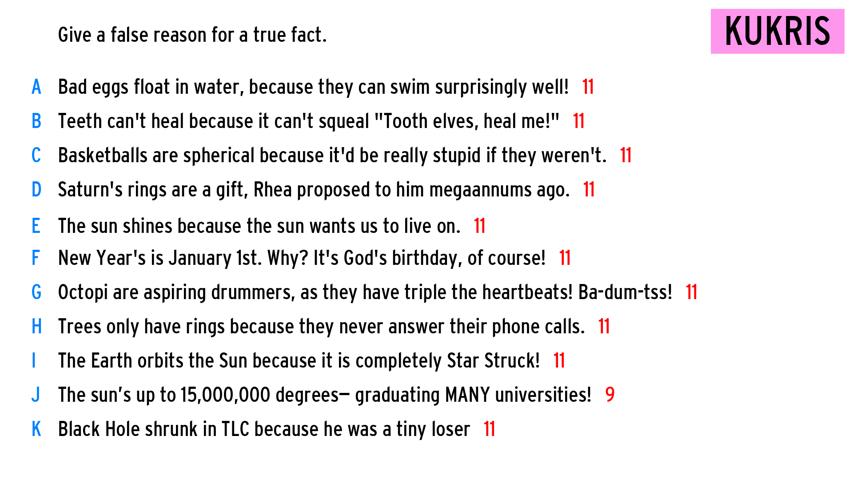 Give a false reason for a true fact.
KUKRIS
A Bad eggs float in water, because they can swim surprisingly well! 11
B Teeth can't heal because it can't squeal "Tooth elves, heal me!" 11
C Basketballs are spherical because it'd be really stupid if they weren't. 11
D Saturn's rings are a gift, Rhea proposed to him megaannums ago. 11
E The sun shines because the sun wants us to live on. 11
F New Year's is January 1st. Why? It's God's birthday, of course! 11
G Octopi are aspiring drummers, as they have triple the heartbeats! Ba-dum-tss! 11
H Trees only have rings because they never answer their phone calls. 11
I The Earth orbits the Sun because it is completely Star Struck! 11
J The sun’s up to 15,000,000 degrees— graduating MANY universities! 9
K Black Hole shrunk in TLC because he was a tiny loser 11